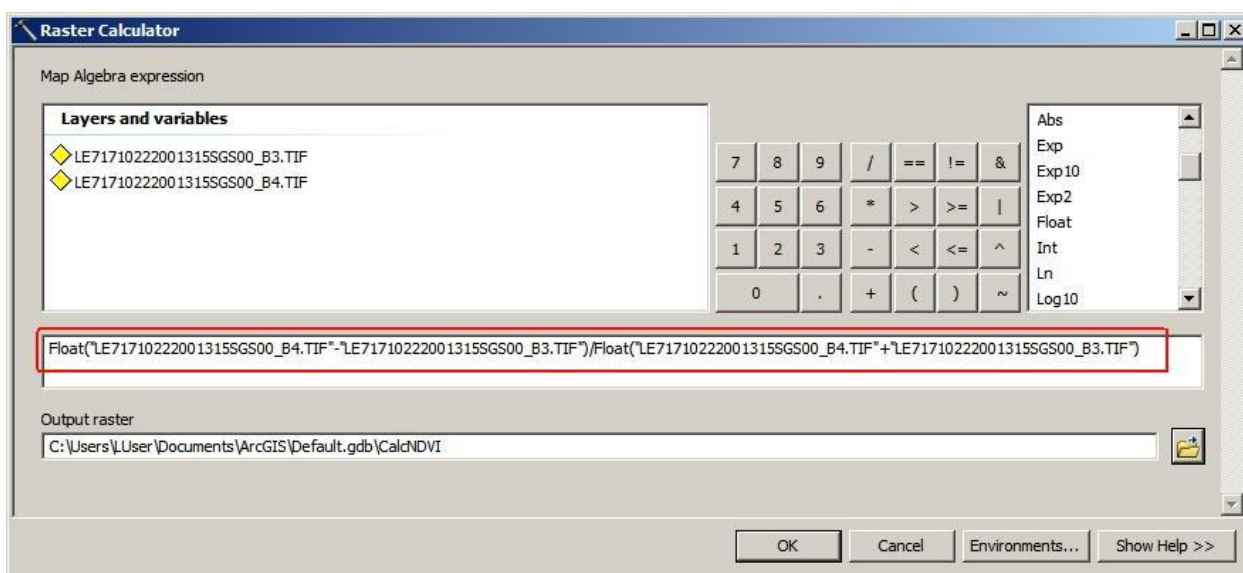 Raster Calculator
Map Algebra expression
Layers and variables
LE71710222001315SGS00_B3.TIF
LE71710222001315SGS00_B4.TIF
7 8 9 / == != &
4 5 6 * > >= |
1 2 3 - < <= ^
0 . + ( ) ~
Abs
Exp
Exp10
Exp2
Float
Int
Ln
Log10
Float("LE71710222001315SGS00_B4.TIF"-"LE71710222001315SGS00_B3.TIF")/Float("LE71710222001315SGS00_B4.TIF"+"LE71710222001315SGS00_B3.TIF")
Output raster
C:\Users\LUser\Documents\ArcGIS\Default.gdb\CalcNDVI
OK Cancel Environments... Show Help >>